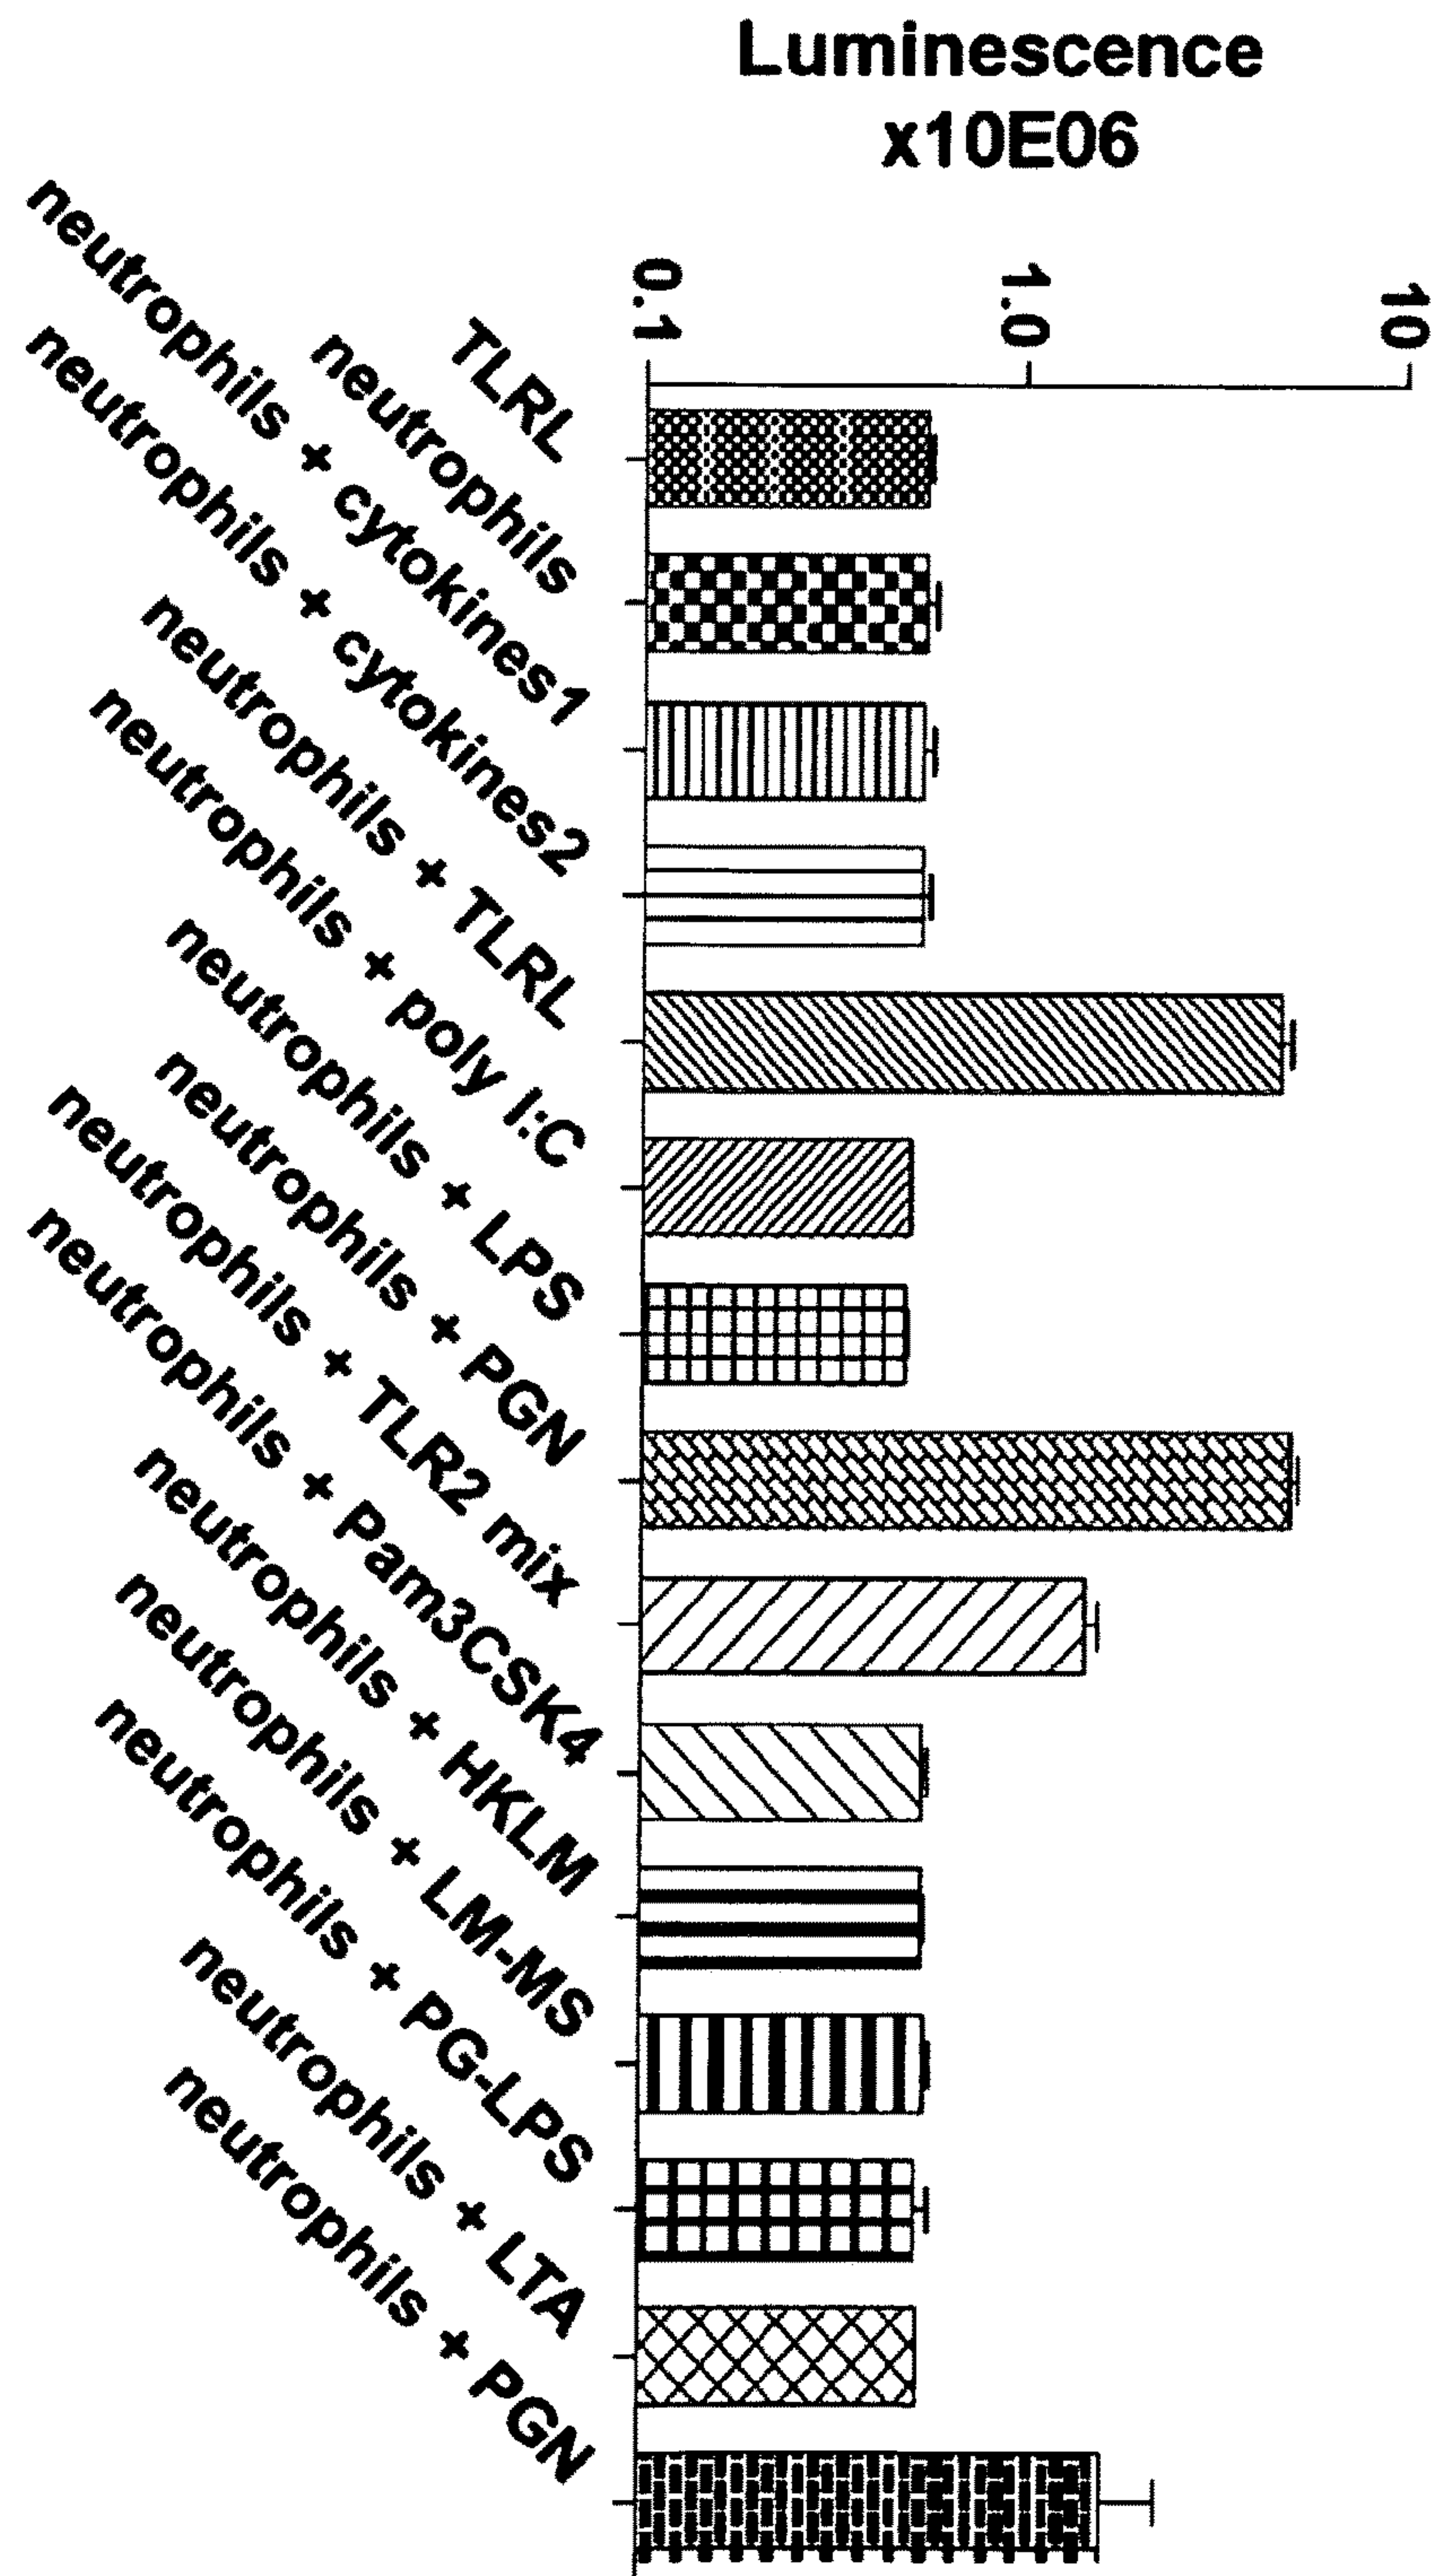 Luminescence
x10E06
0.1
1.0
10
TLRL
neutrophils
neutrophils + cytokines1
neutrophils + cytokines2
neutrophils + TLRL
neutrophils + poly I:C
neutrophils + LPS
neutrophils + PGN
neutrophils + TLR2 mix
neutrophils + Pam3CSK4
neutrophils + HKLM
neutrophils + LM-MS
neutrophils + PG-LPS
neutrophils + LTA
neutrophils + PGN